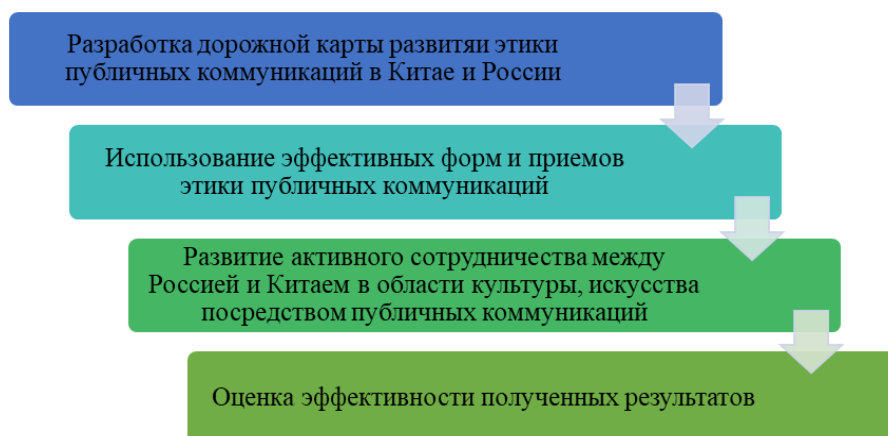 Разработка дорожной карты развитяи этики
публичных коммуникаций в Китае и России
Использование эффективных форм и приемов
этики публичных коммуникаций
Развитие активного сотрудничества между
Россией и Китаем в области культуры, искусства
посредством публичных коммуникаций
Оценка эффективности полученных результатов